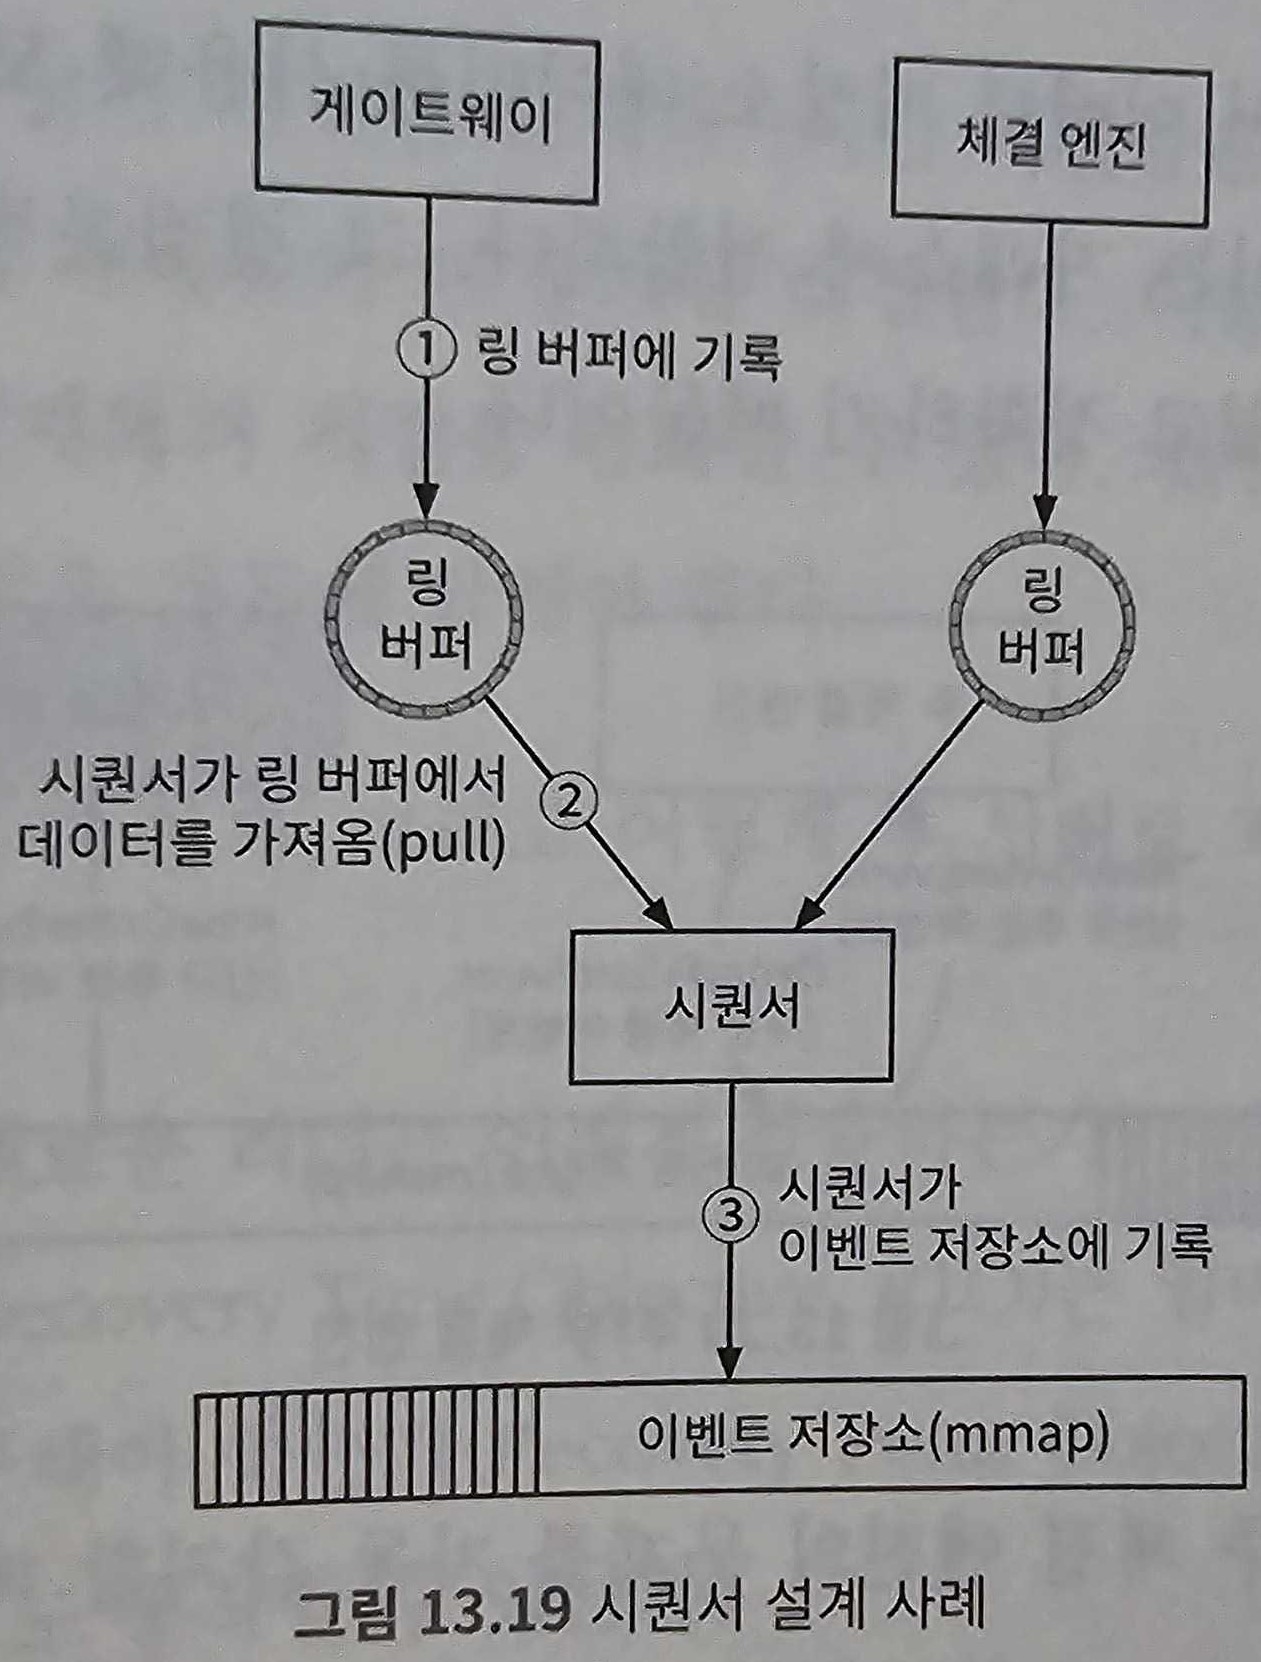 게이트웨이
체결 엔진
① 링 버퍼에 기록
링
버퍼
링
버퍼
시퀀서가 링 버퍼에서
데이터를 가져옴(pull)
②
시퀀서
③
시퀀서가
이벤트 저장소에 기록
이벤트 저장소(mmap)
그림 13.19 시퀀서 설계 사례